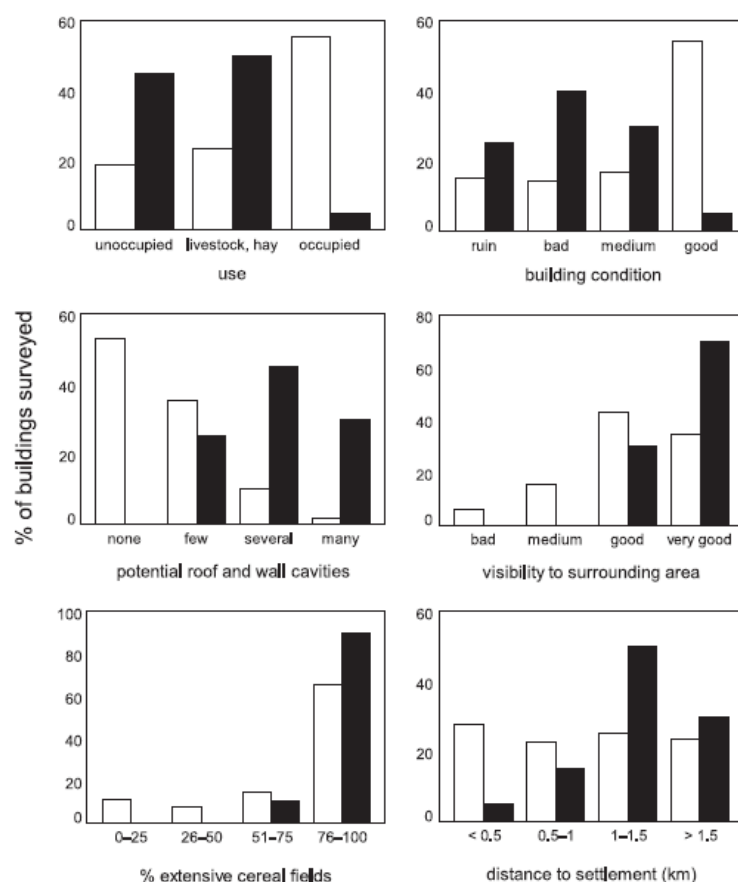 60
40
20
0
unoccupied livestock, hay occupied
use
60
40
20
0
ruin bad medium good
building condition
% of buildings surveyed
60
40
20
0
none few several many
potential roof and wall cavities
80
60
40
20
0
bad medium good very good
visibility to surrounding area
100
80
60
40
20
0
0–25 26–50 51–75 76–100
% extensive cereal fields
60
40
20
0
< 0.5 0.5–1 1–1.5 > 1.5
distance to settlement (km)